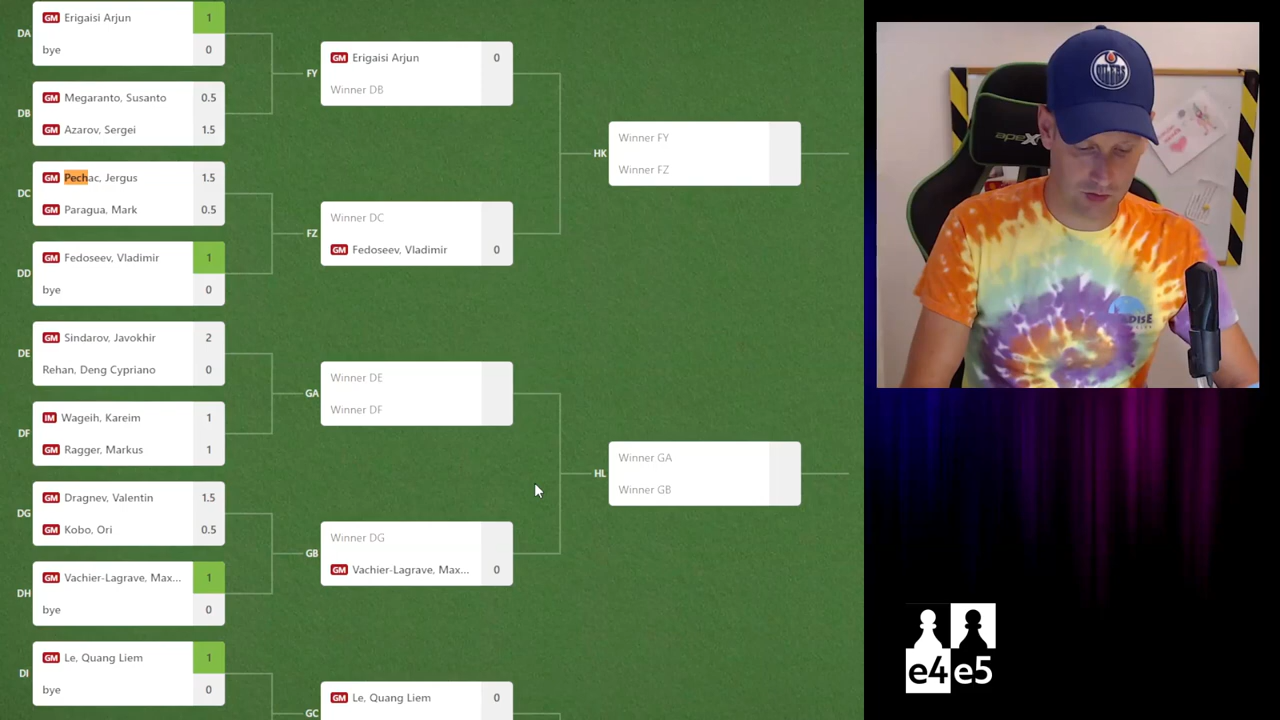 DA
GM Erigaisi Arjun 1
bye 0
DB
GM Megaranto, Susanto 0.5
GM Azarov, Sergei 1.5
DC
GM Pechac, Jergus 1.5
GM Paragua, Mark 0.5
DD
GM Fedoseev, Vladimir 1
bye 0
DE
GM Sindarov, Javokhir 2
Rehan, Deng Cypriano 0
DF
IM Wageih, Kareim 1
GM Ragger, Markus 1
DG
GM Dragnev, Valentin 1.5
GM Kobo, Ori 0.5
DH
GM Vachier-Lagrave, Max... 1
bye 0
DI
GM Le, Quang Liem 1
bye 0
FY
GM Erigaisi Arjun 0
Winner DB
FZ
Winner DC
GM Fedoseev, Vladimir 0
GA
Winner DE
Winner DF
GB
Winner DG
GM Vachier-Lagrave, Max... 0
GC
GM Le, Quang Liem 0
HK
Winner FY
Winner FZ
HL
Winner GA
Winner GB
OILERS
apex
e4 e5